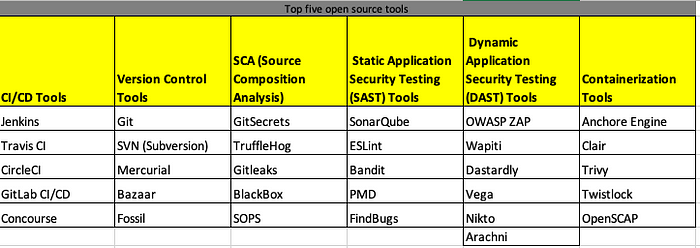 Top five open source tools
CI/CD Tools
Version Control
Tools
SCA (Source
Composition
Analysis)
Static Application
Security Testing
(SAST) Tools
Dynamic
Application
Security Testing
(DAST) Tools
Containerization
Tools
Jenkins Git GitSecrets SonarQube OWASP ZAP Anchore Engine
Travis CI SVN (Subversion) TruffleHog ESLint Wapiti Clair
CircleCI Mercurial Gitleaks Bandit Dastardly Trivy
GitLab CI/CD Bazaar BlackBox PMD Vega Twistlock
Concourse Fossil SOPS FindBugs Nikto OpenSCAP
Arachni